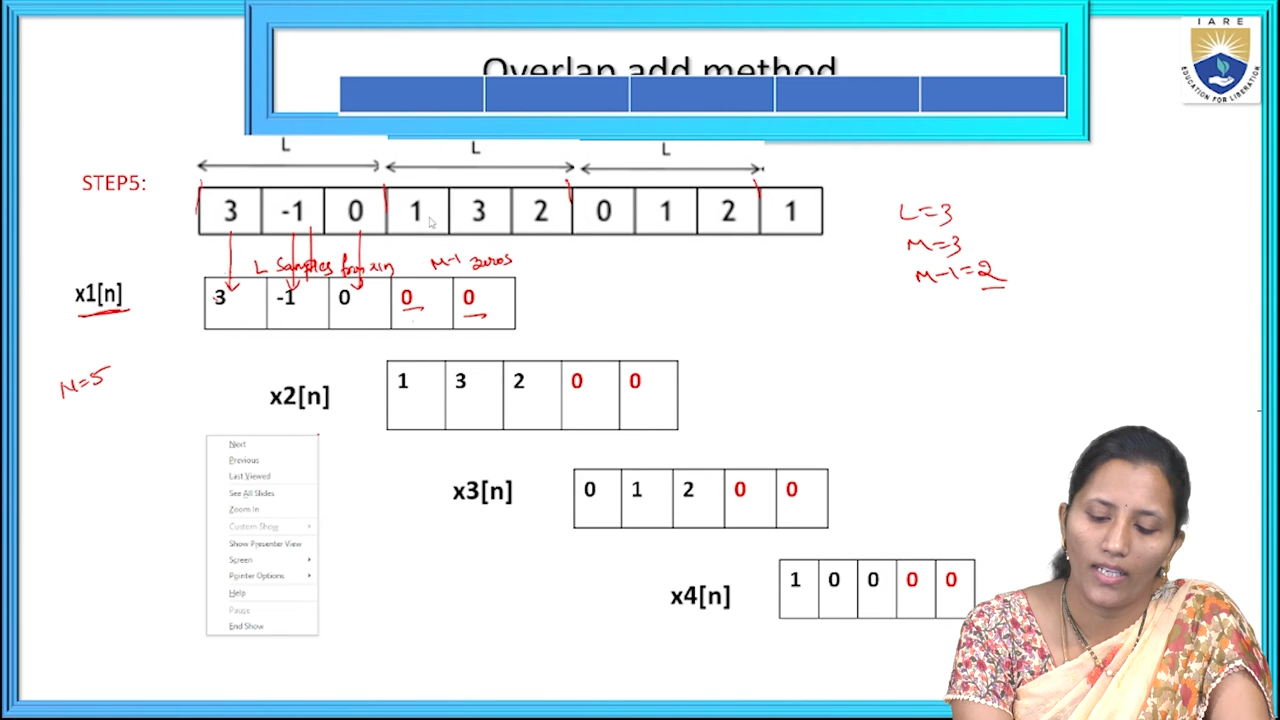 IARE
EDUCATION FOR LIBERATION
Overlap add method
L L L
STEP5:
3 -1 0 1 3 2 0 1 2 1
L=3
M=3
M-1=2
L Samples from x(n) M-1 zeros
x1[n] 3 -1 0 0 0
N=5
x2[n] 1 3 2 0 0
Next
Previous
Last Viewed
See All Slides
Zoom In
Custom Show
Show Presenter View
Screen
Pointer Options
Help
Pause
End Show
x3[n] 0 1 2 0 0
x4[n] 1 0 0 0 0